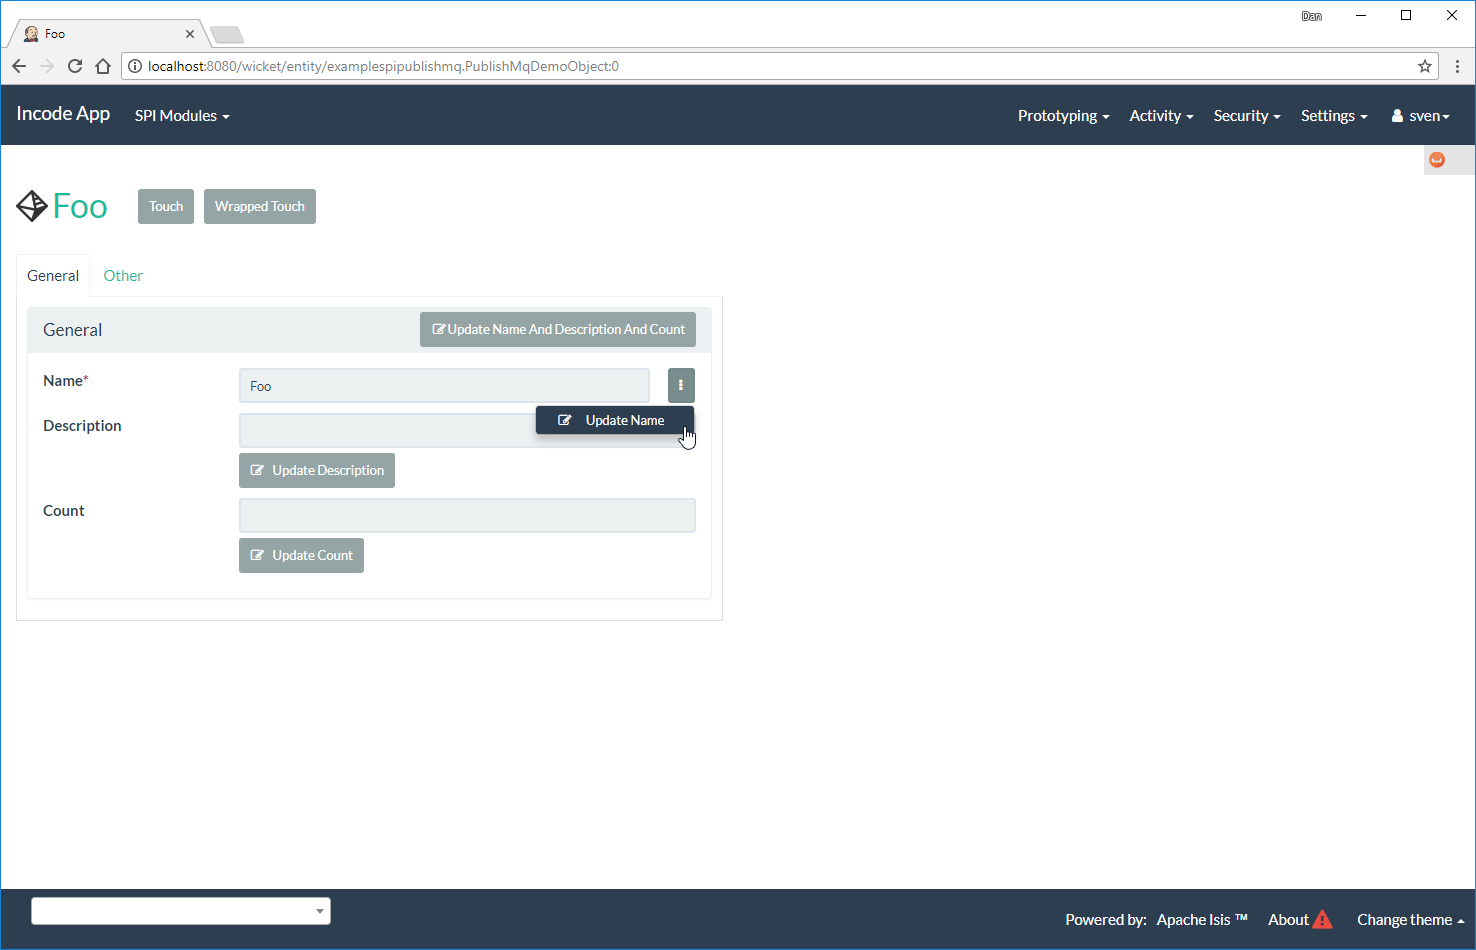 Dan
Foo
localhost:8080/wicket/entity/examplespipublishmq.PublishMqDemoObject:0
Incode App SPI Modules Prototyping Activity Security Settings sven
Foo Touch Wrapped Touch
General Other
General Update Name And Description And Count
Name* Foo
Update Name
Description
Update Description
Count
Update Count
Powered by: Apache Isis ™ About Change theme